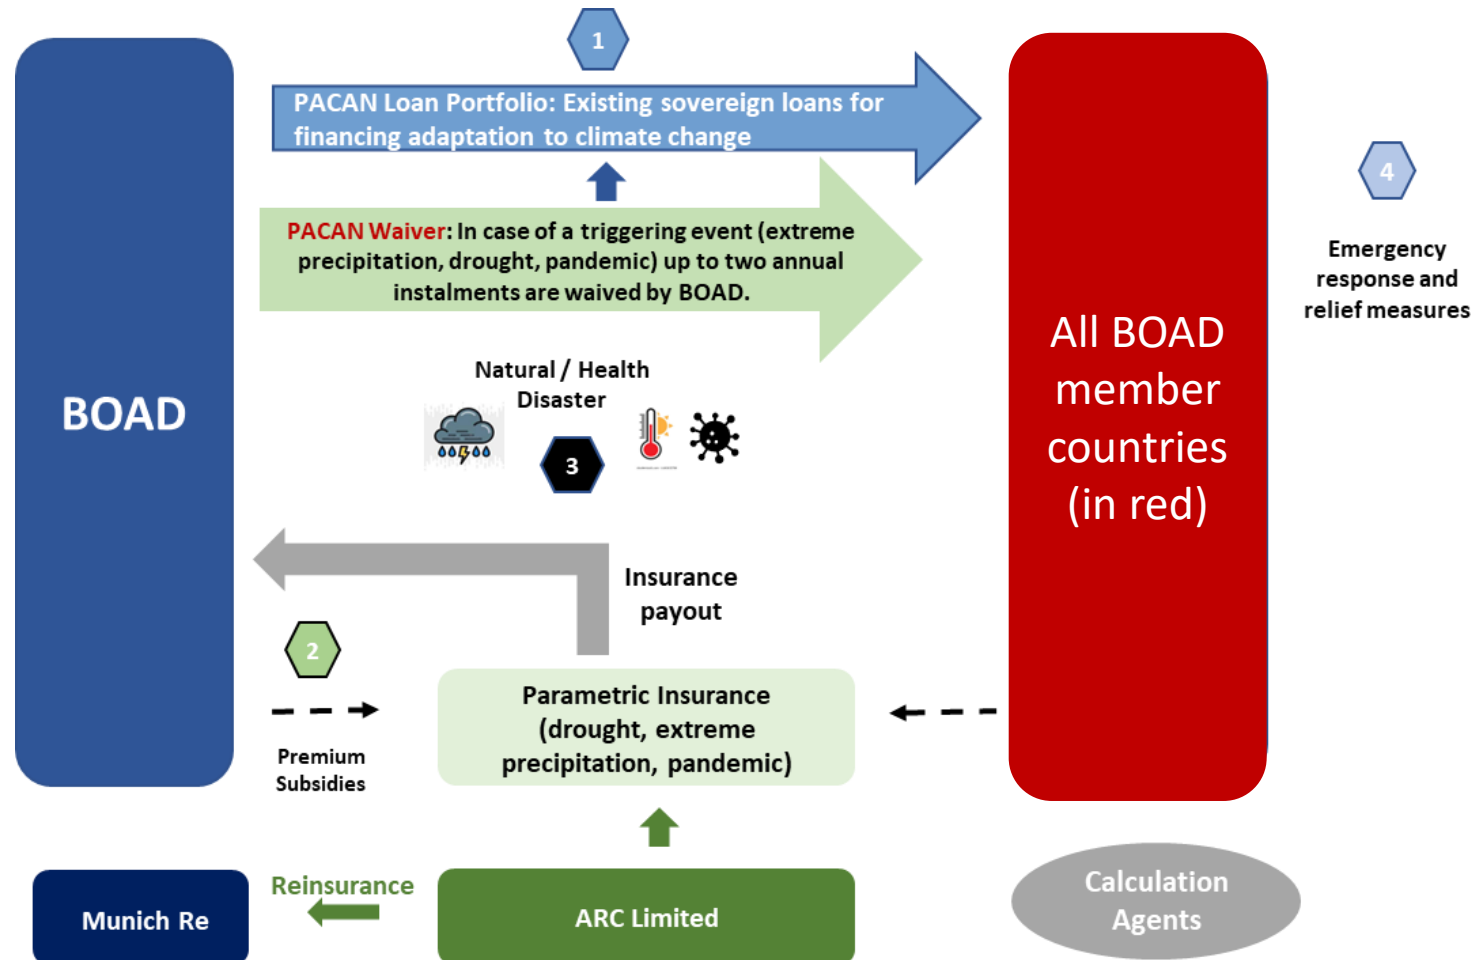 1
PACAN Loan Portfolio: Existing sovereign loans for
financing adaptation to climate change
PACAN Waiver: In case of a triggering event (extreme
precipitation, drought, pandemic) up to two annual
instalments are waived by BOAD.
BOAD
All BOAD
member
countries
(in red)
4
Emergency
response and
relief measures
Natural / Health
Disaster
3
Insurance
payout
2
Premium
Subsidies
Parametric Insurance
(drought, extreme
precipitation, pandemic)
Munich Re
Reinsurance
ARC Limited
Calculation
Agents